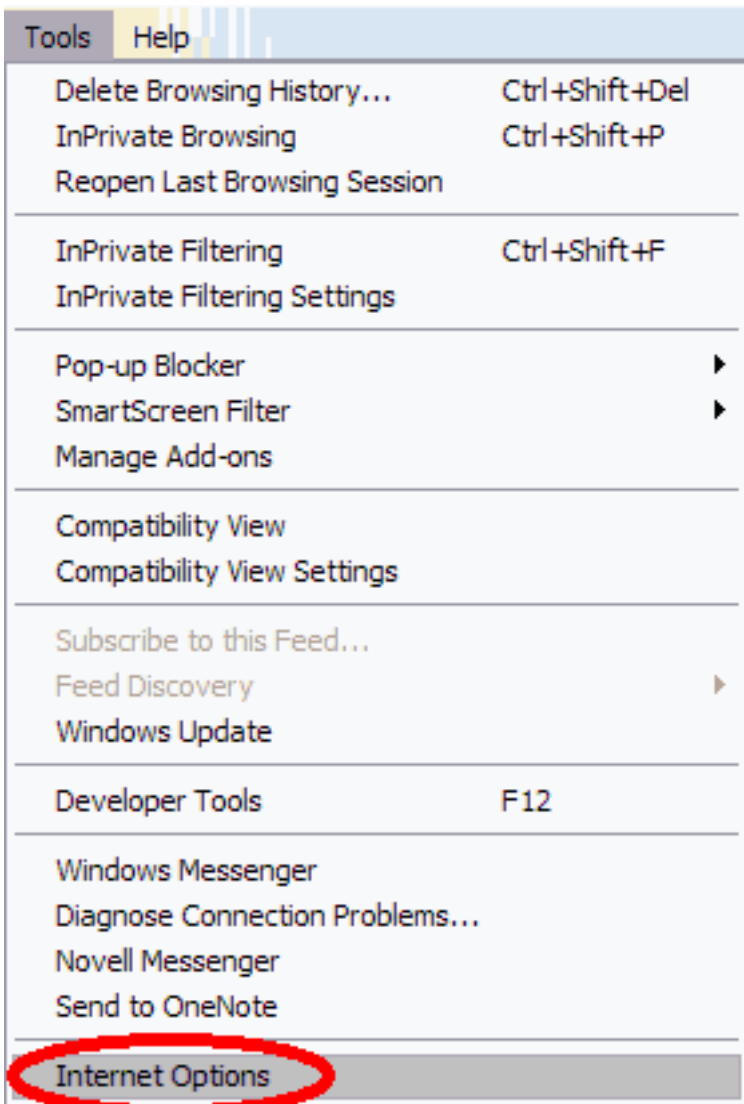 Tools Help
Delete Browsing History... Ctrl+Shift+Del
InPrivate Browsing Ctrl+Shift+P
Reopen Last Browsing Session
InPrivate Filtering Ctrl+Shift+F
InPrivate Filtering Settings
Pop-up Blocker
SmartScreen Filter
Manage Add-ons
Compatibility View
Compatibility View Settings
Subscribe to this Feed...
Feed Discovery
Windows Update
Developer Tools F12
Windows Messenger
Diagnose Connection Problems...
Novell Messenger
Send to OneNote
Internet Options